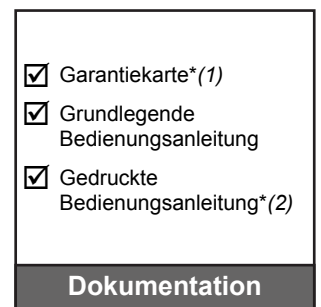 Garantiekarte*(1)
Grundlegende
Bedienungsanleitung
Gedruckte
Bedienungsanleitung*(2)
Dokumentation